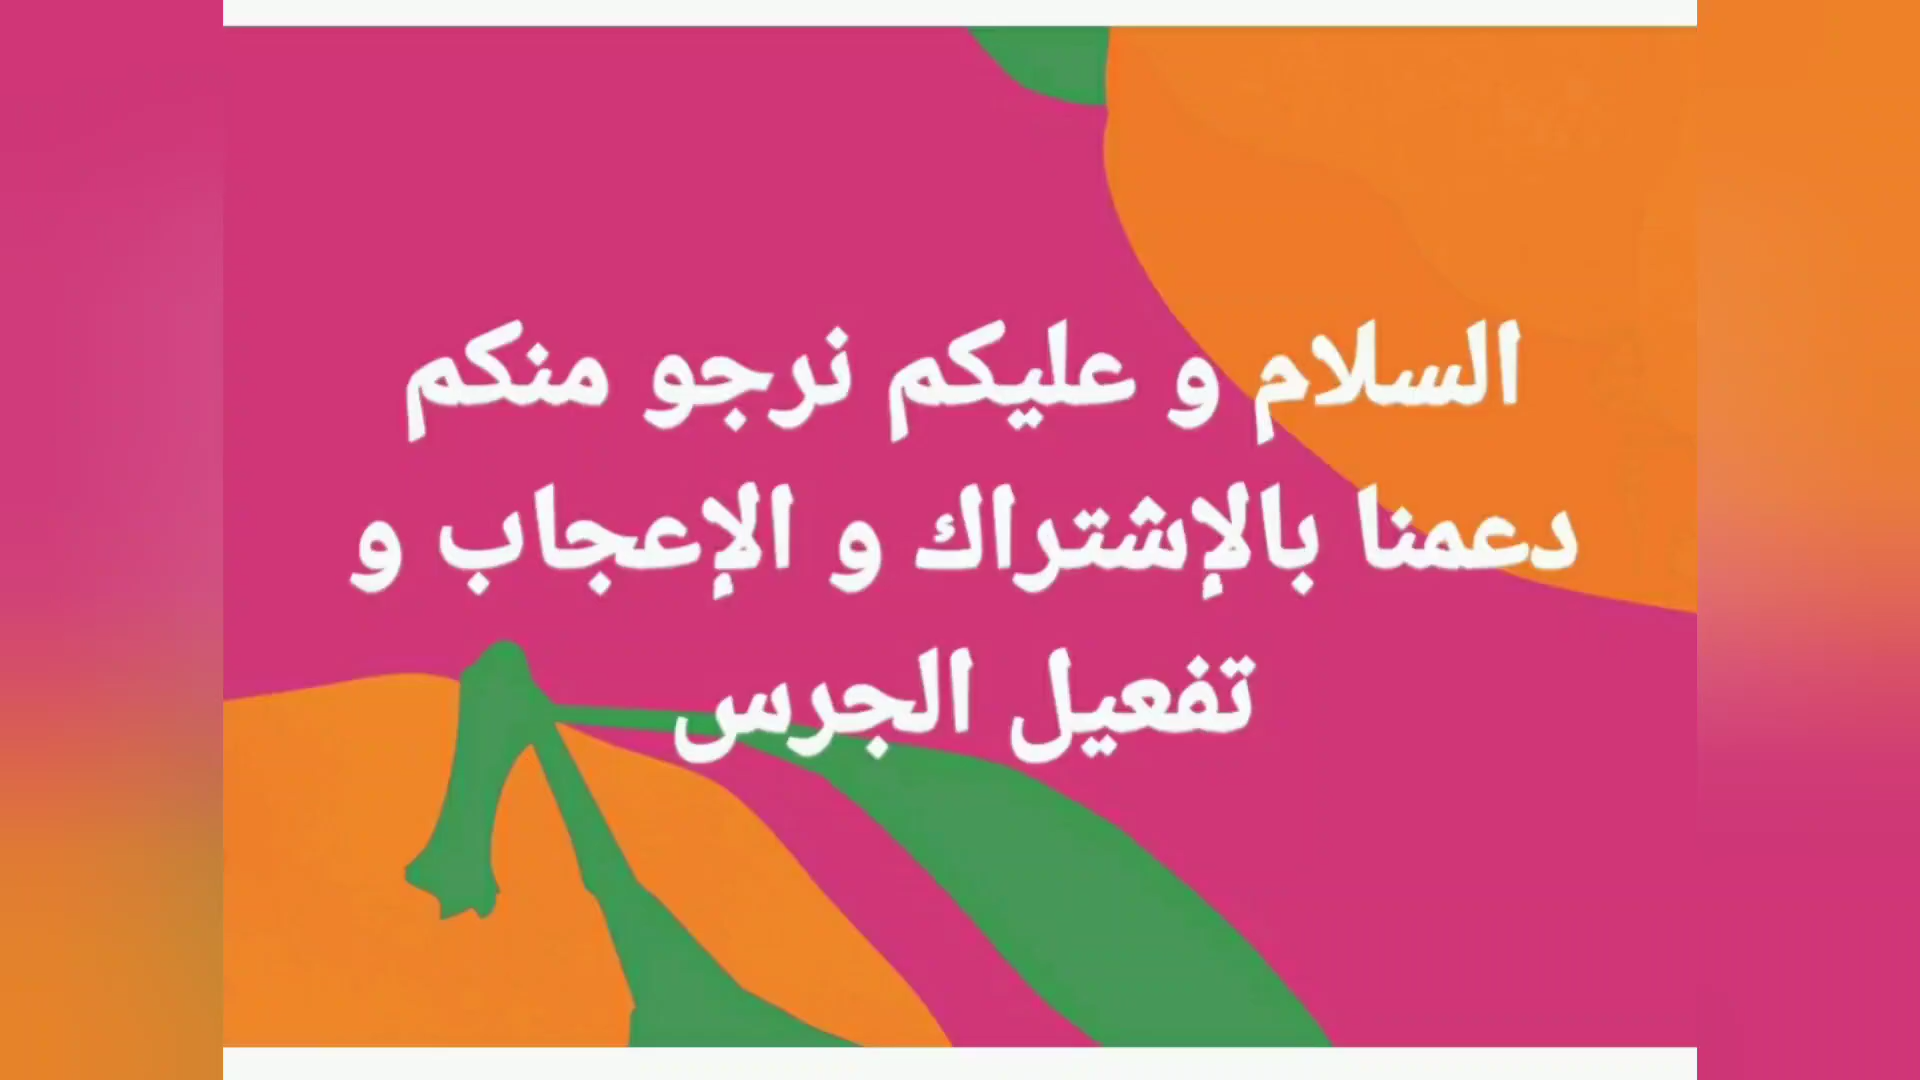 السلام و عليكم نرجو منكم
دعمنا بالإشتراك و الإعجاب و
تفعيل الجرس